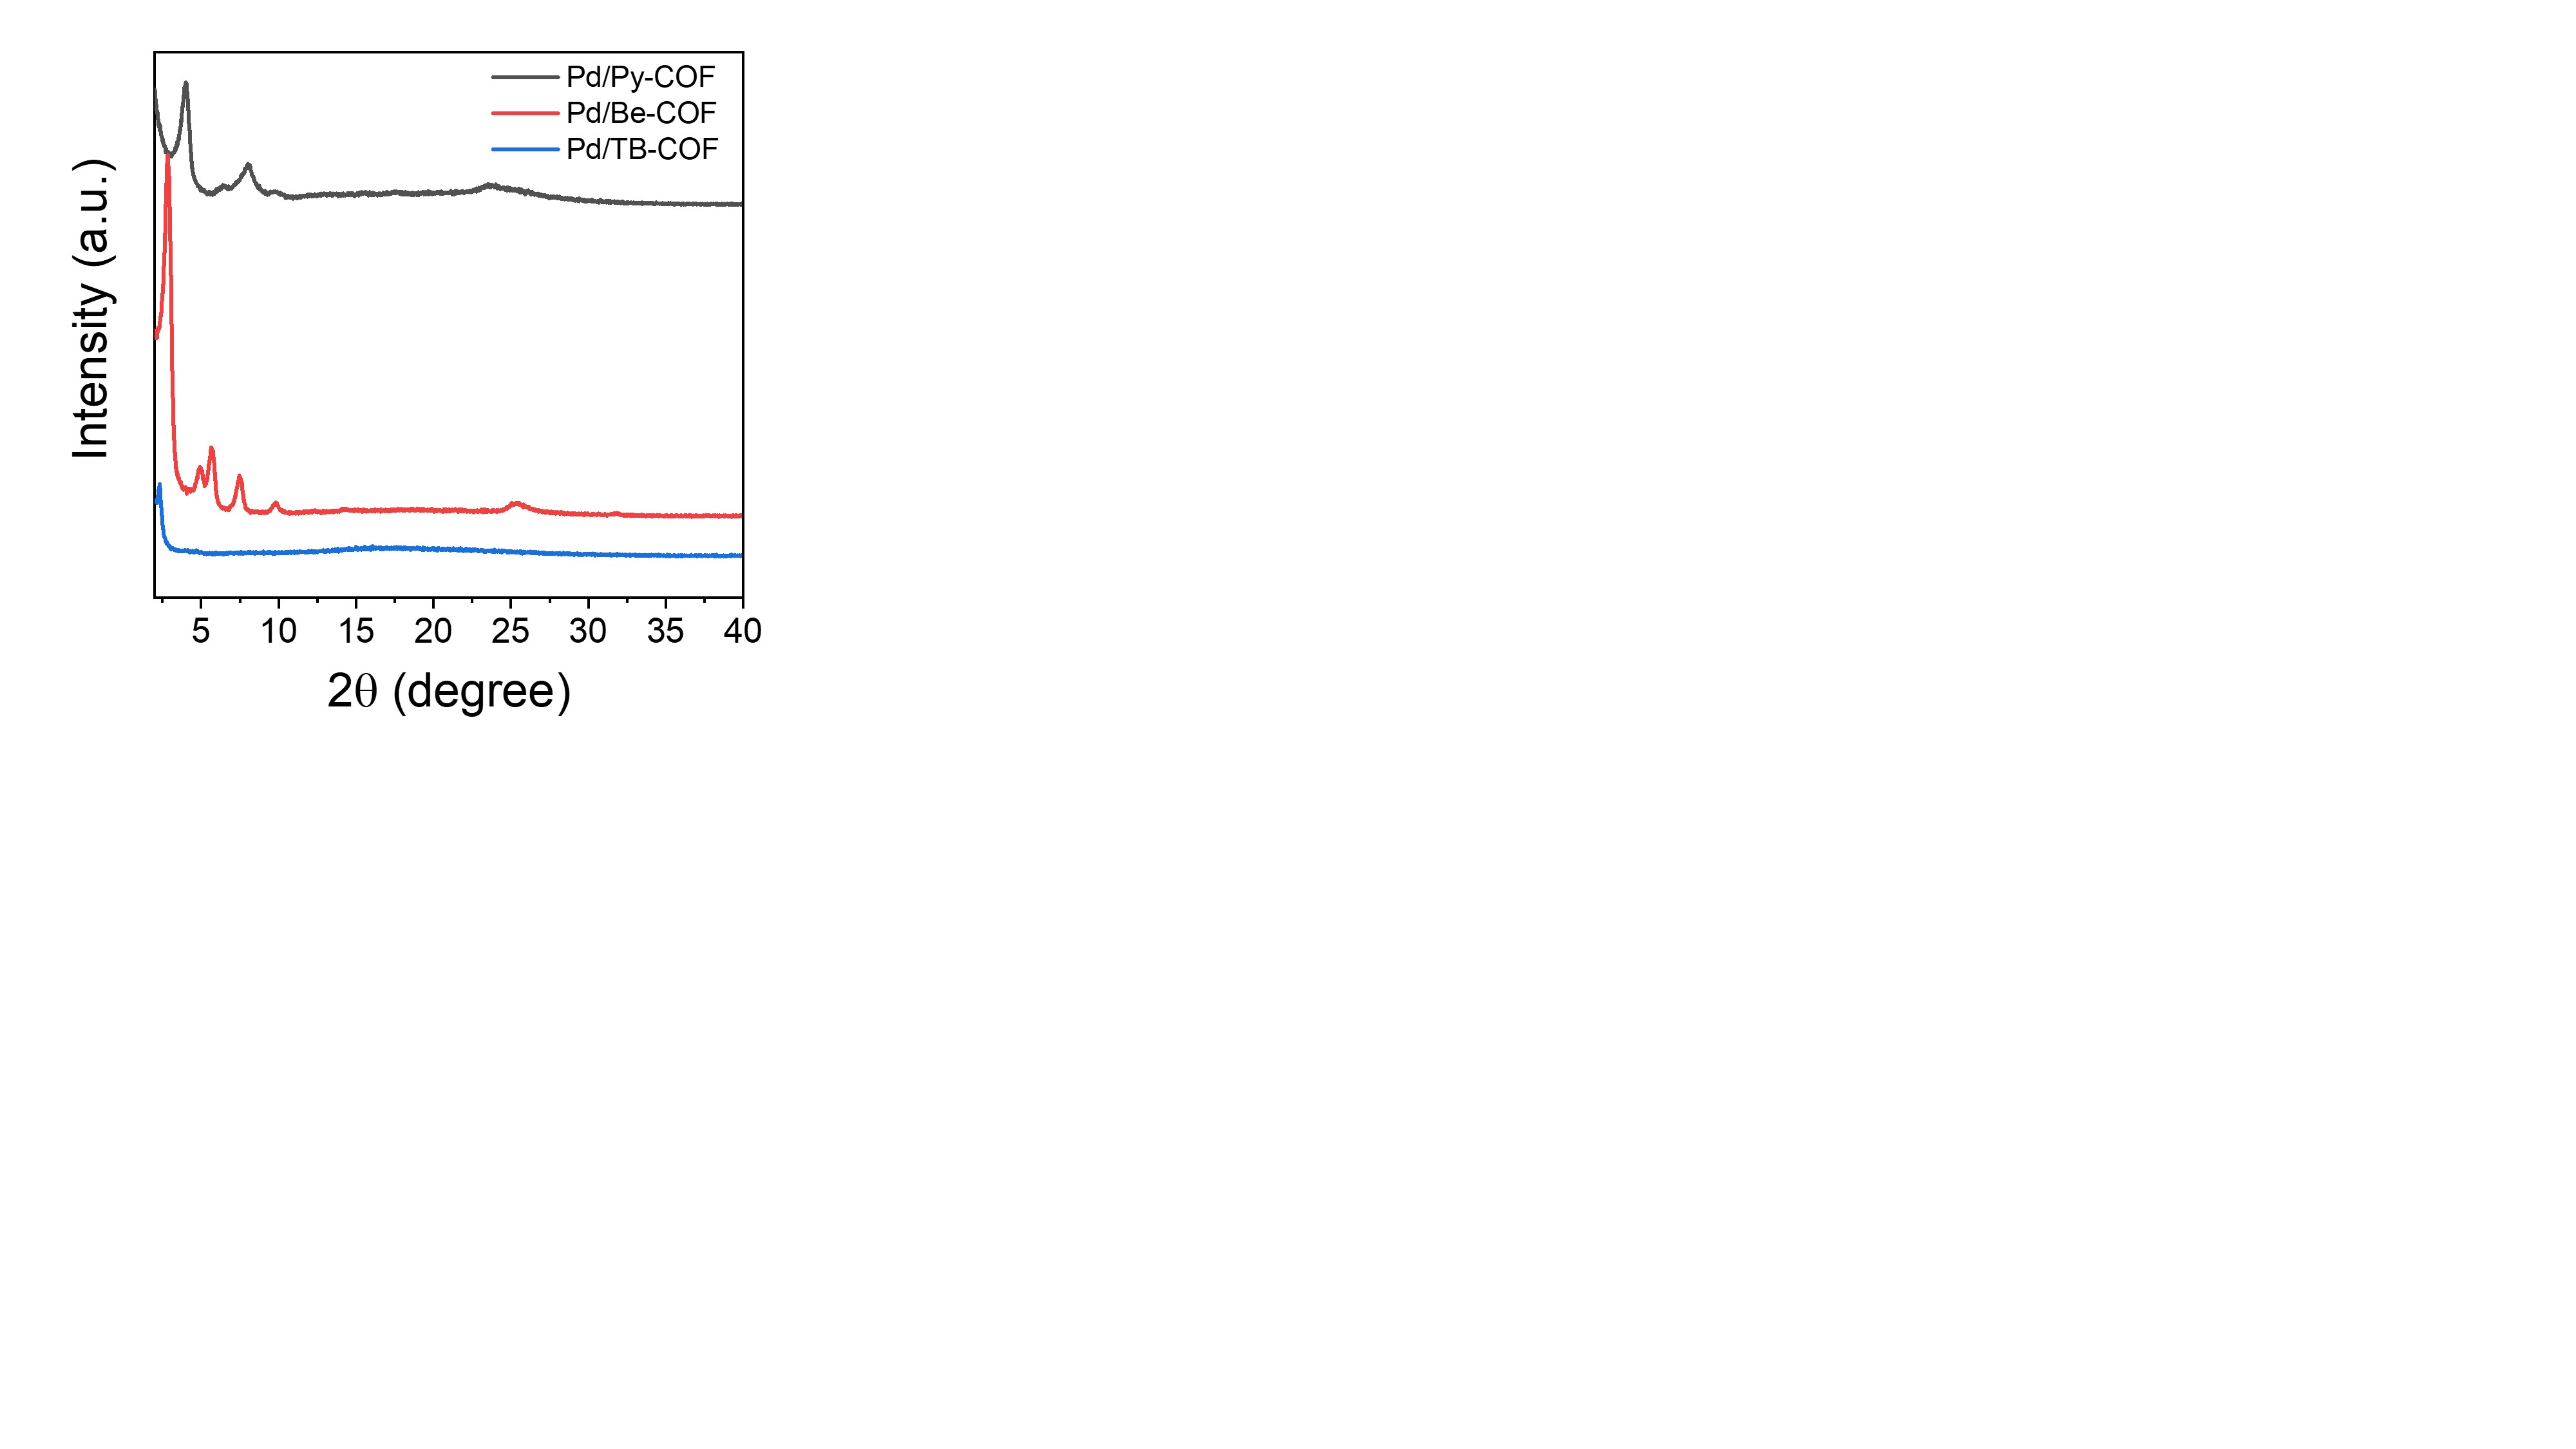 Pd/Py-COF
Pd/Be-COF
Pd/TB-COF
Intensity (a.u.)
5 10 15 20 25 30 35 40
2θ (degree)